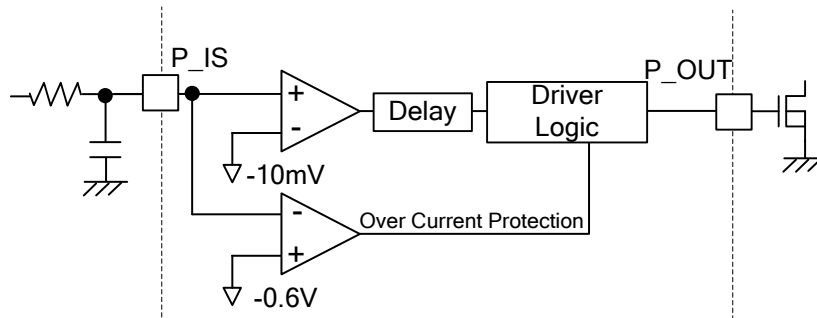 P_IS
P_OUT
+
-
-10mV
Delay
Driver
Logic
-
+
-0.6V
Over Current Protection